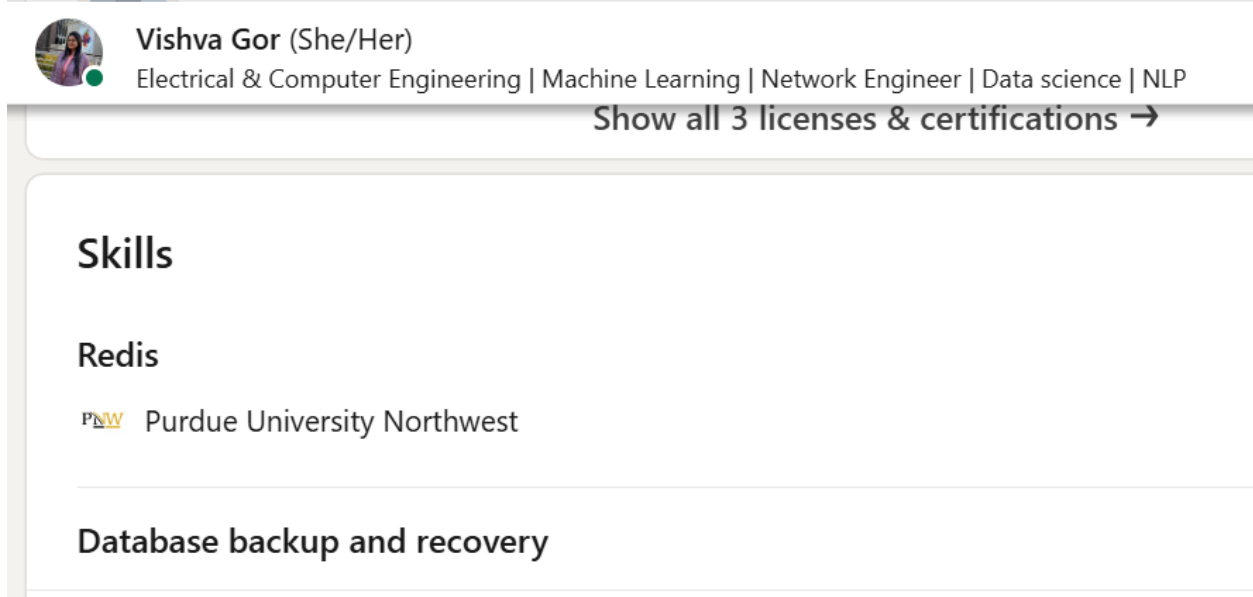 Vishva Gor (She/Her)
Electrical & Computer Engineering | Machine Learning | Network Engineer | Data science | NLP
Show all 3 licenses & certifications →
Skills
Redis
PNW Purdue University Northwest
Database backup and recovery